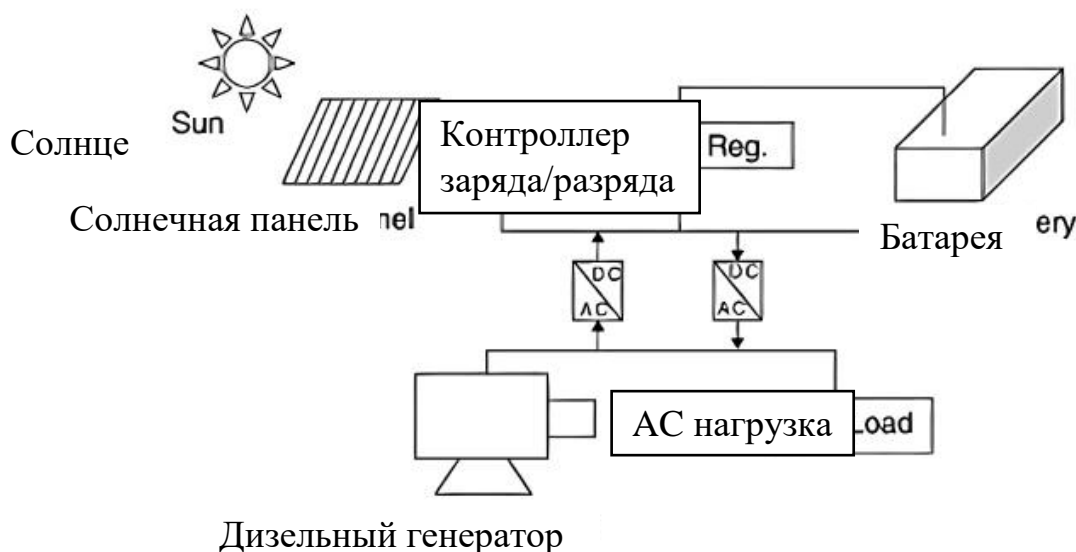 Sun
Солнце
Контроллер
заряда/разряда
Reg.
Солнечная панель nel
Батарея ery
DC
AC
DC
AC
АС нагрузка Load
Дизельный генератор